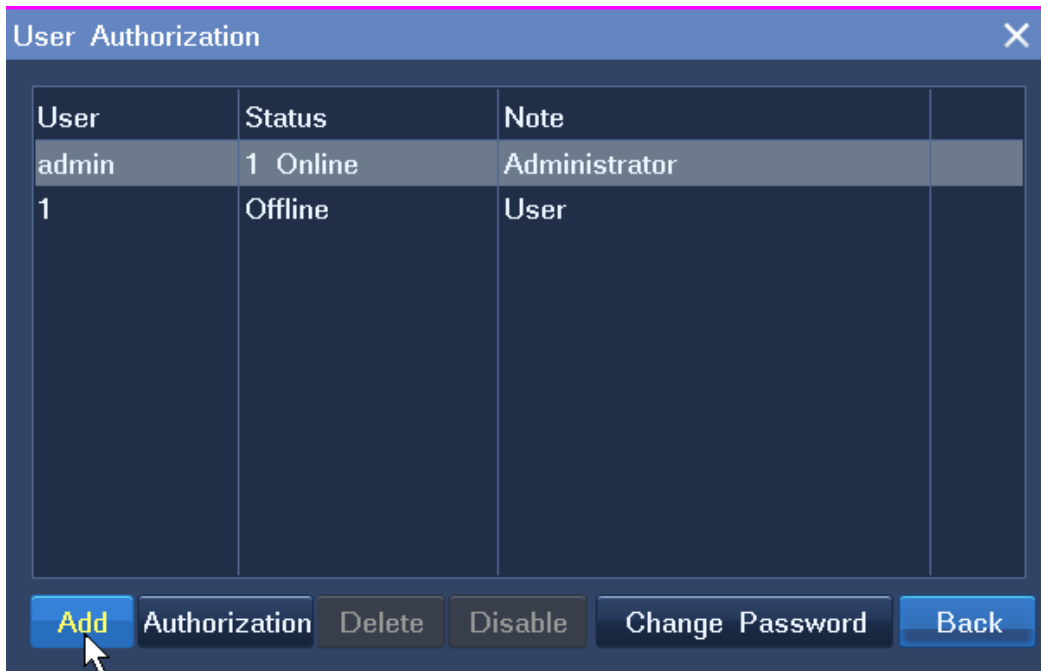 User Authorization
User Status Note
admin 1 Online Administrator
1 Offline User
Add Authorization Delete Disable Change Password Back